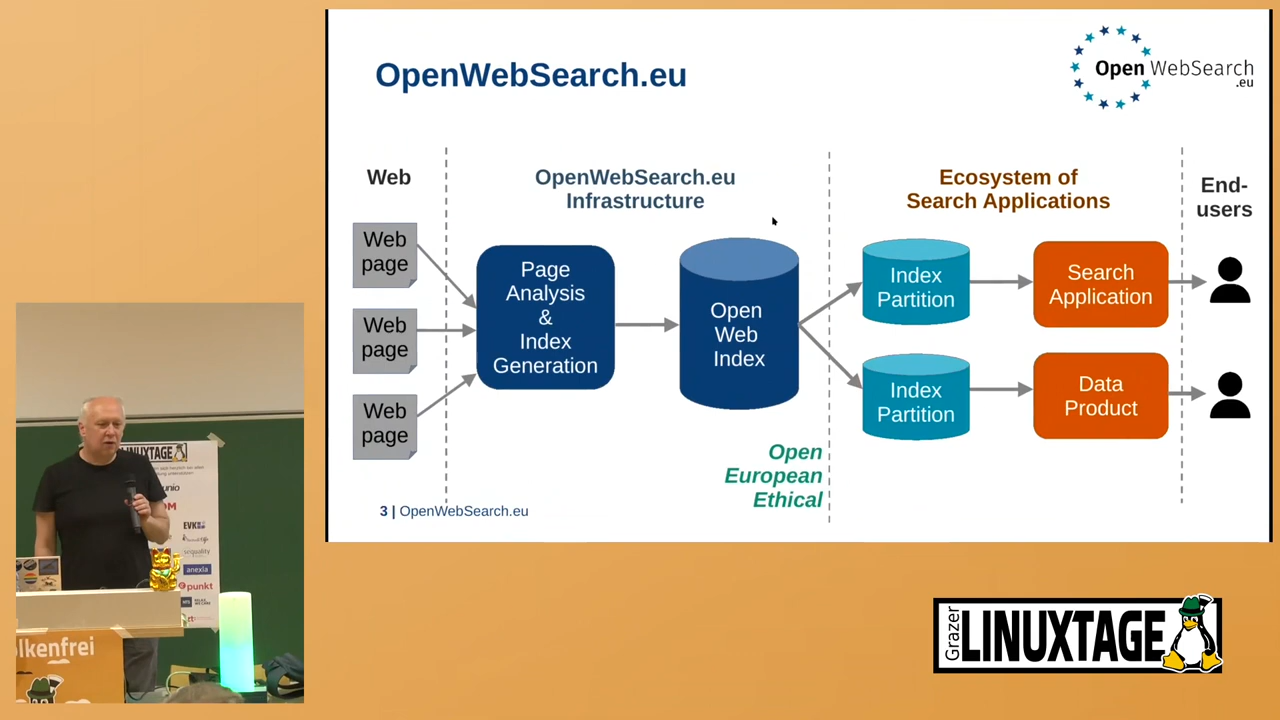 OpenWebSearch.eu
Open WebSearch
.eu
Web
OpenWebSearch.eu
Infrastructure
Ecosystem of
Search Applications
End-
users
Web
page
Web
page
Web
page
Page
Analysis
&
Index
Generation
Open
Web
Index
Index
Partition
Search
Application
Index
Partition
Data
Product
Open
European
Ethical
3 | OpenWebSearch.eu
LINUXTAGE
EVK
anexia
punkt
lkenfrei
Grazer
LINUXTAGE